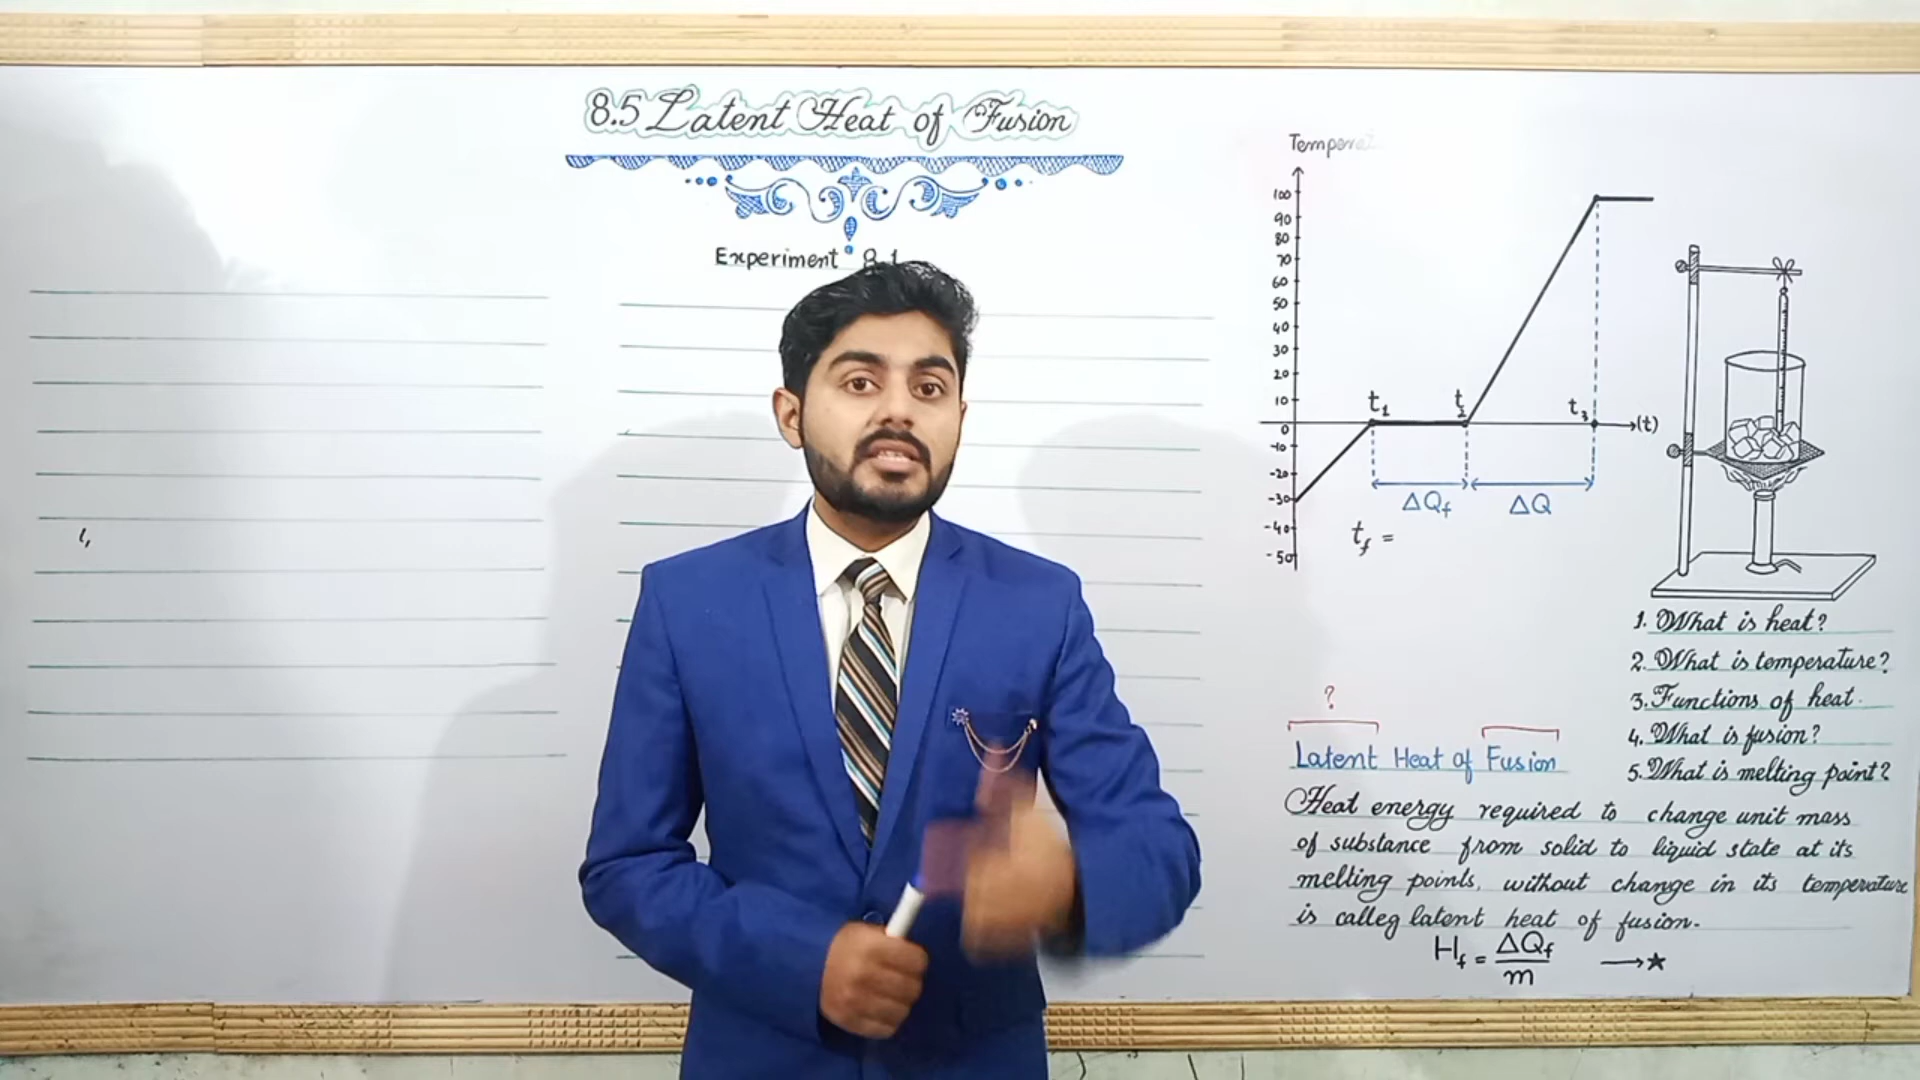 8.5 Latent Heat of Fusion
Experiment 8.1
ι,
Temperat
100
90
80
70
60
50
40
30
20
10
0
-10
-20
-30
-40
-50
t₁
t₂
t₃
(t)
ΔQf
ΔQ
tf =
1. What is heat?
2. What is temperature?
3. Functions of heat.
4. What is fusion?
5. What is melting point?
?
Latent Heat of Fusion
Heat energy required to change unit mass
of substance from solid to liquid state at its
melting points, without change in its temperature
is calleg latent heat of fusion.
Hf = ΔQf / m → ★